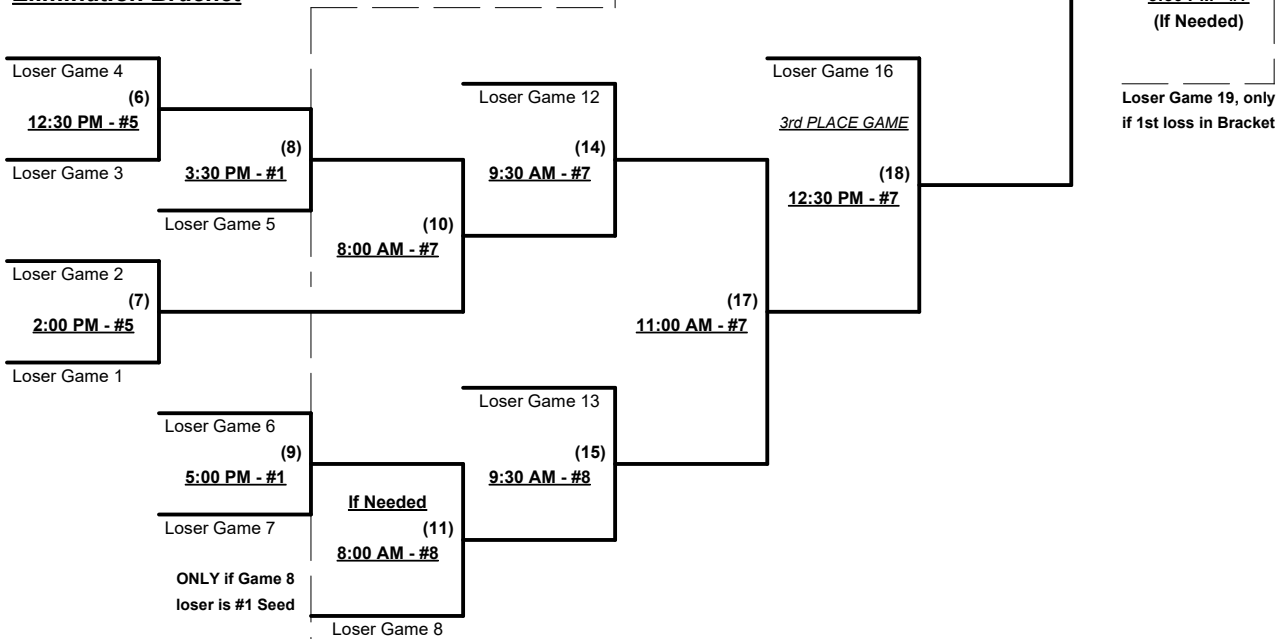 Elimination Bracket
(If Needed)
Loser Game 4
(6)
12:30 PM - #5
Loser Game 3
(8)
3:30 PM - #1
Loser Game 5
Loser Game 2
(7)
2:00 PM - #5
Loser Game 1
(10)
8:00 AM - #7
Loser Game 12
(14)
9:30 AM - #7
Loser Game 16
3rd PLACE GAME
(18)
12:30 PM - #7
Loser Game 19, only
if 1st loss in Bracket
(17)
11:00 AM - #7
Loser Game 6
(9)
5:00 PM - #1
Loser Game 7
If Needed
(11)
8:00 AM - #8
ONLY if Game 8
loser is #1 Seed
Loser Game 8
Loser Game 13
(15)
9:30 AM - #8